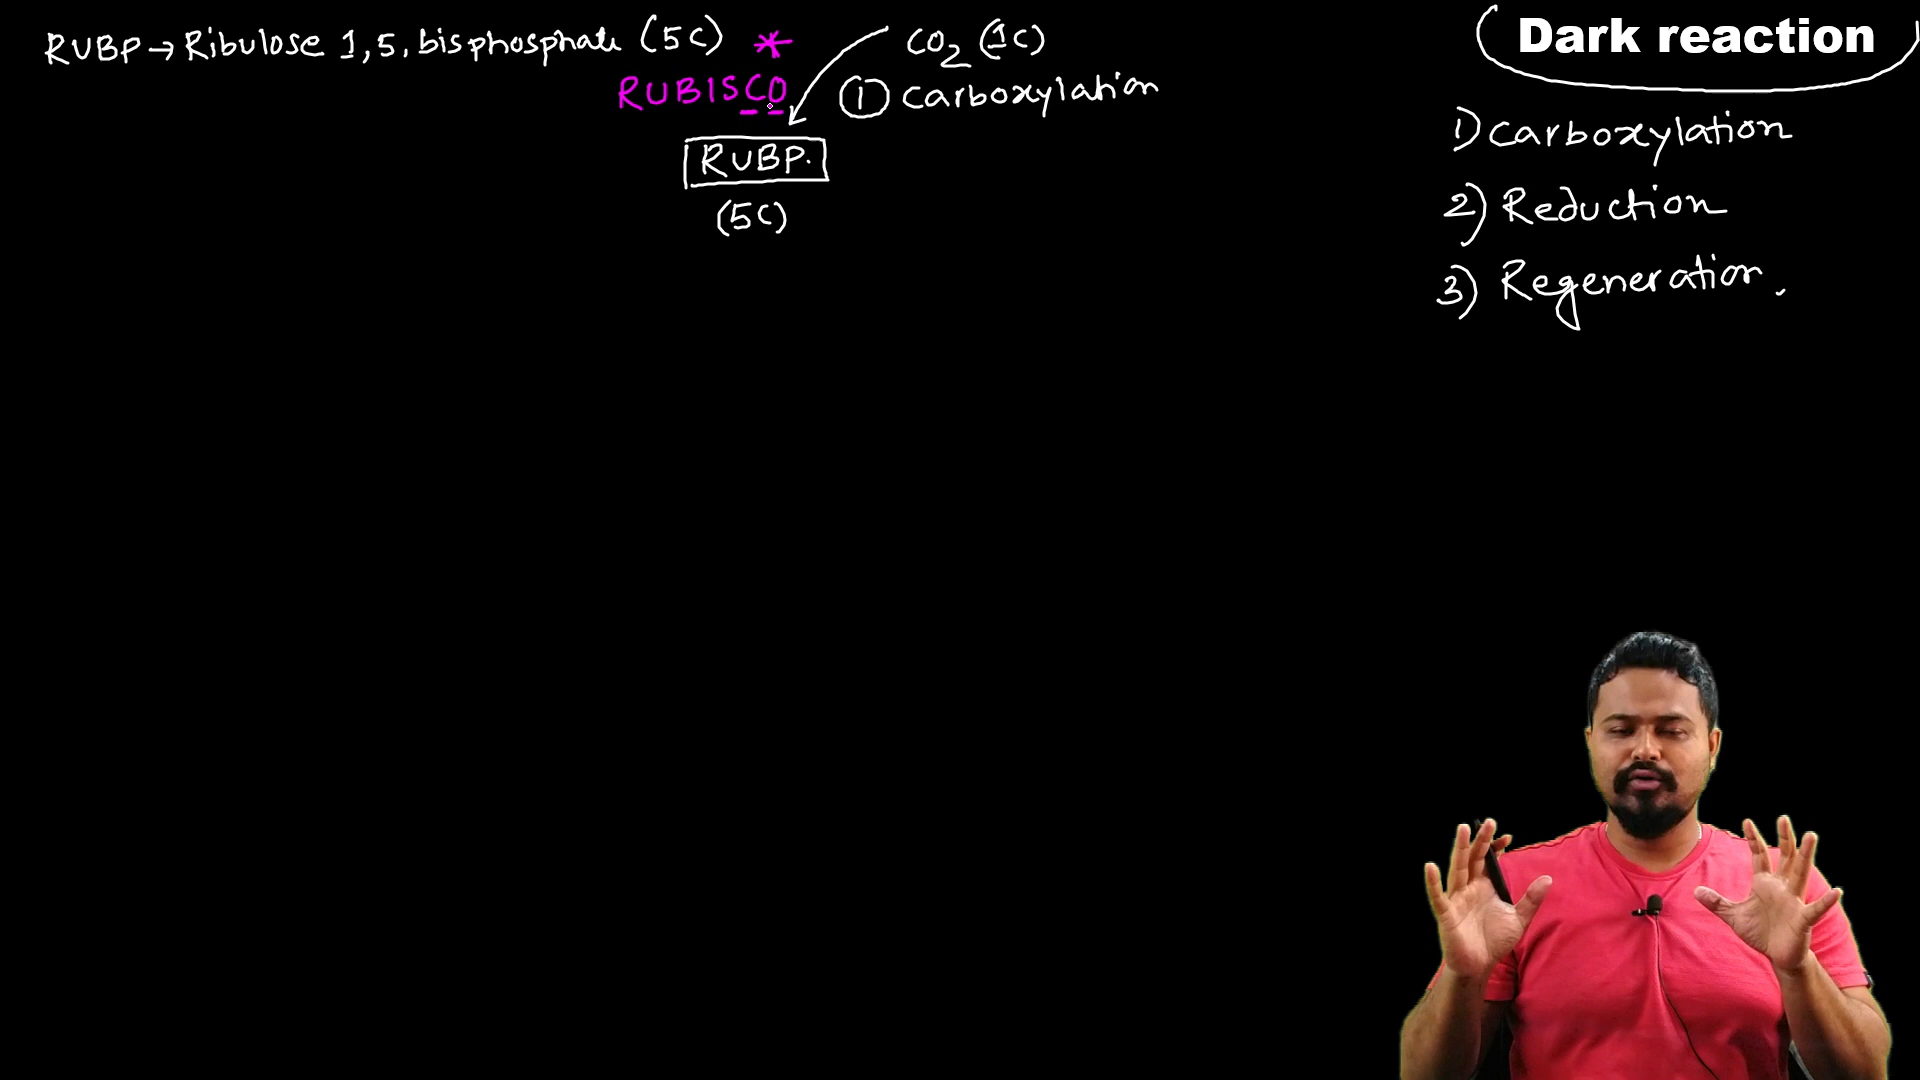 RUBP → Ribulose 1,5, bisphosphate (5C) *
CO2 (1C)
RUBISCO
① Carboxylation
RUBP.
(5C)
Dark reaction
1) Carboxylation
2) Reduction
3) Regeneration.